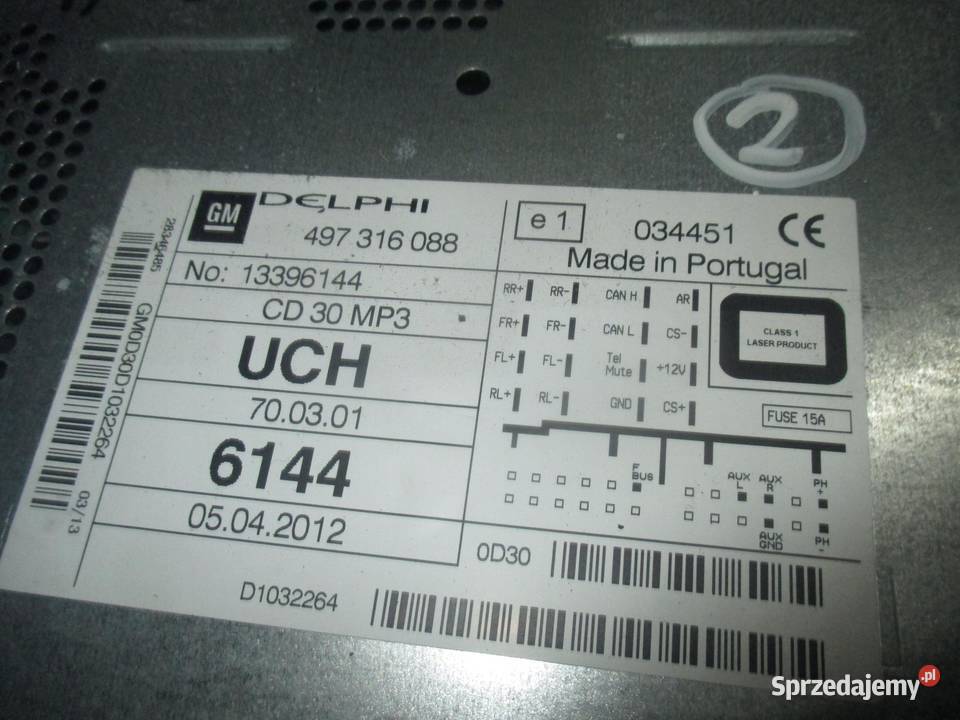 2
GM DELPHI
497 316 088
e 1
034451 CE
Made in Portugal
No: 13396144
CD 30 MP3
UCH
70.03.01
6144
05.04.2012
28346485
GM0D30D1032264
03/13
RR+ RR- CAN H AR
FR+ FR- CAN L CS-
FL+ FL- Tel Mute +12V
RL+ RL- GND CS+
CLASS 1
LASER PRODUCT
FUSE 15A
F BUS
AUX L
AUX R
PH +
AUX GND
PH -
0D30
D1032264
Sprzedajemy.pl